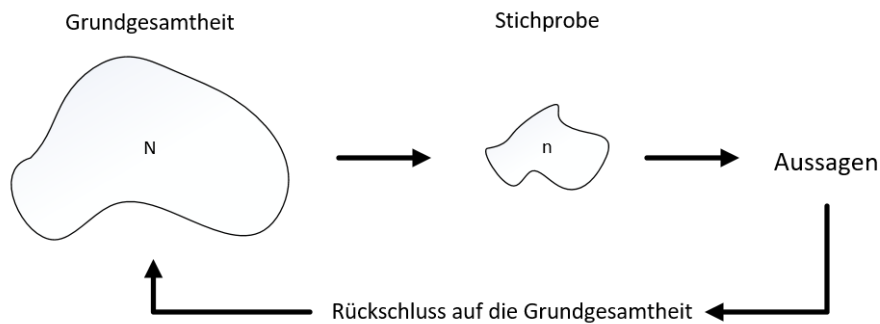 Grundgesamtheit
Stichprobe
N
n
Aussagen
Rückschluss auf die Grundgesamtheit